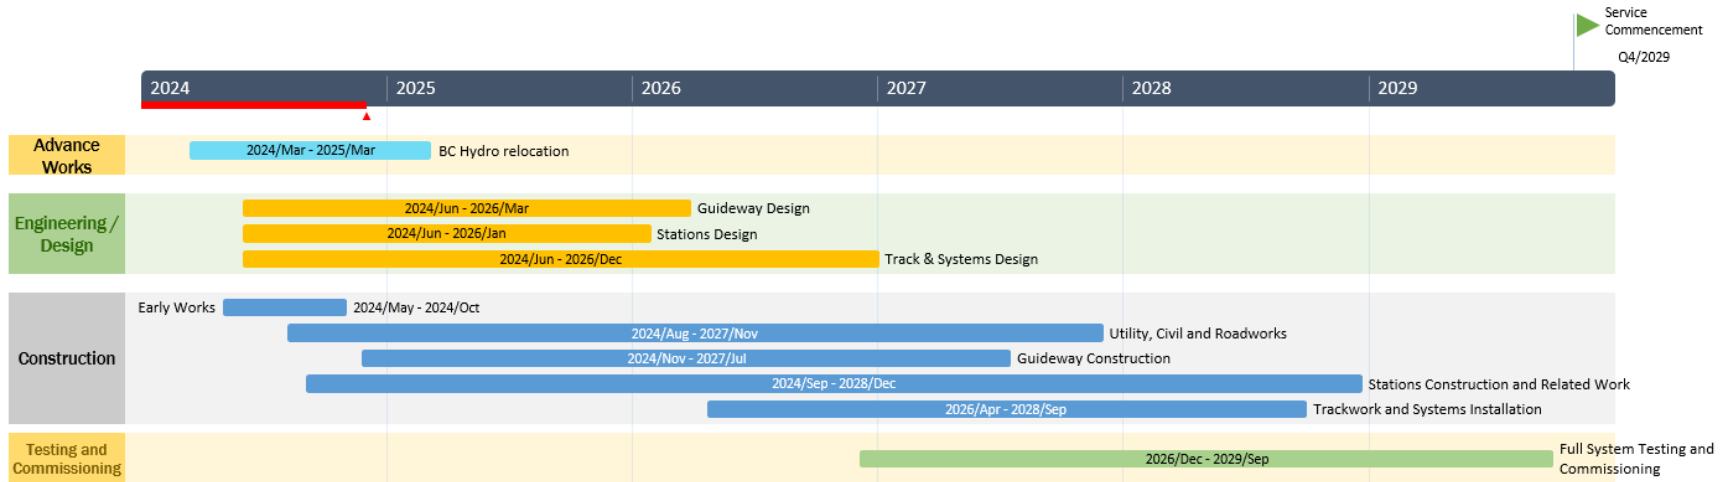 Service
Commencement
Q4/2029
2024 2025 2026 2027 2028 2029
Advance
Works
2024/Mar - 2025/Mar BC Hydro relocation
Engineering /
Design
2024/Jun - 2026/Mar Guideway Design
2024/Jun - 2026/Jan Stations Design
2024/Jun - 2026/Dec Track & Systems Design
Construction
Early Works 2024/May - 2024/Oct
2024/Aug - 2027/Nov Utility, Civil and Roadworks
2024/Nov - 2027/Jul Guideway Construction
2024/Sep - 2028/Dec Stations Construction and Related Work
2026/Apr - 2028/Sep Trackwork and Systems Installation
Testing and
Commissioning
2026/Dec - 2029/Sep Full System Testing and
Commissioning